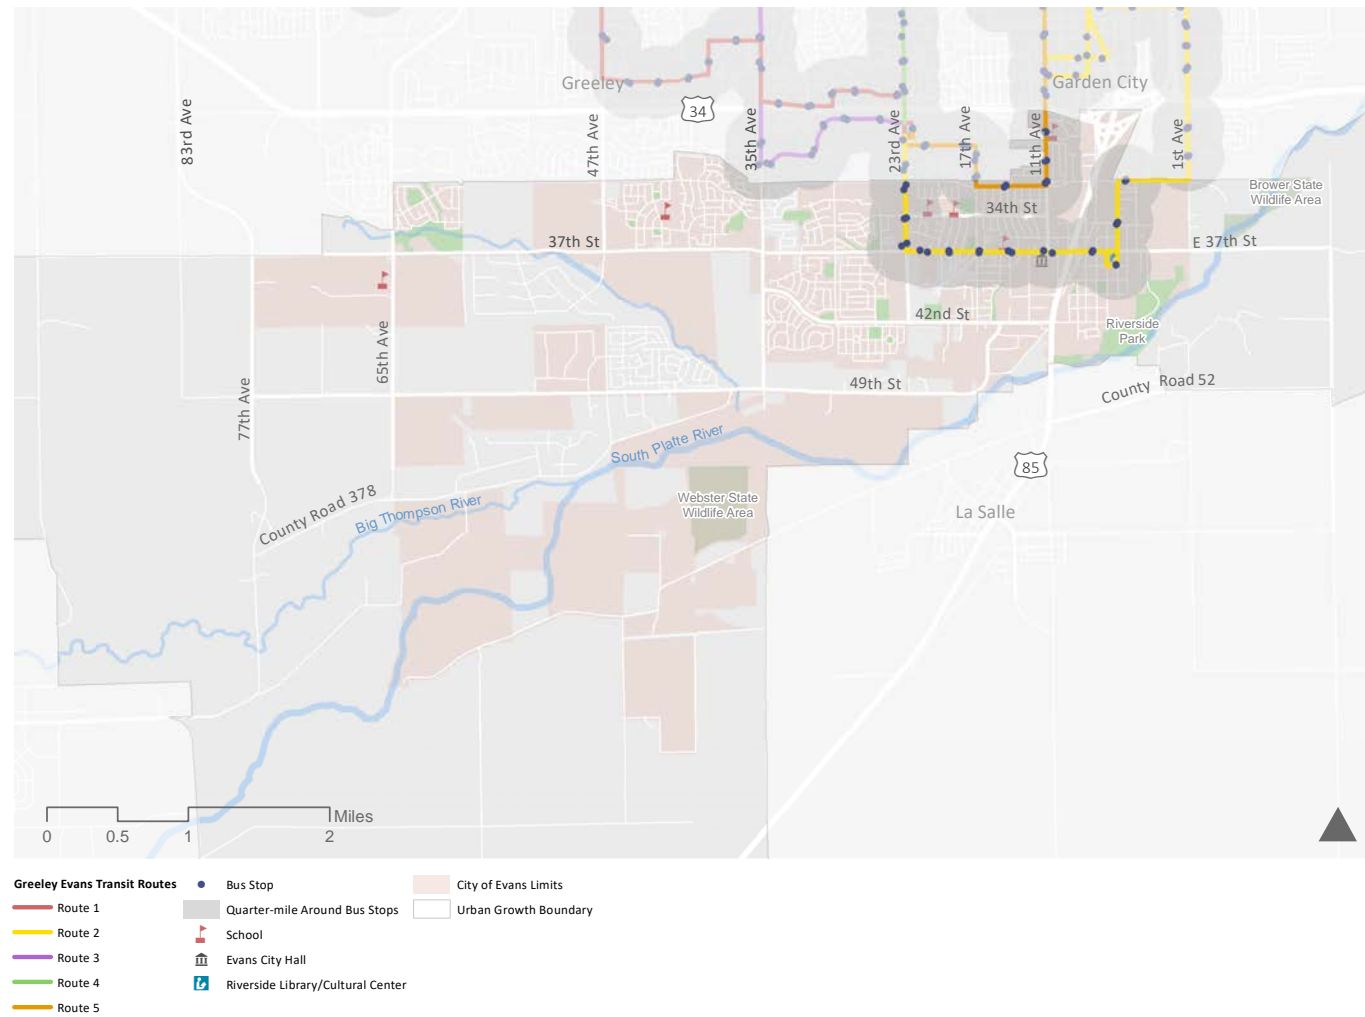 Greeley
Garden City
34
83rd Ave
47th Ave
35th Ave
23rd Ave
17th Ave
11th Ave
1st Ave
Brower State
Wildlife Area
34th St
37th St
E 37th St
42nd St
Riverside
Park
65th Ave
77th Ave
49th St
County Road 52
South Platte River
85
County Road 378
Big Thompson River
Webster State
Wildlife Area
La Salle
Miles
0 0.5 1 2
Greeley Evans Transit Routes
Route 1
Route 2
Route 3
Route 4
Route 5
Bus Stop
Quarter-mile Around Bus Stops
School
Evans City Hall
Riverside Library/Cultural Center
City of Evans Limits
Urban Growth Boundary